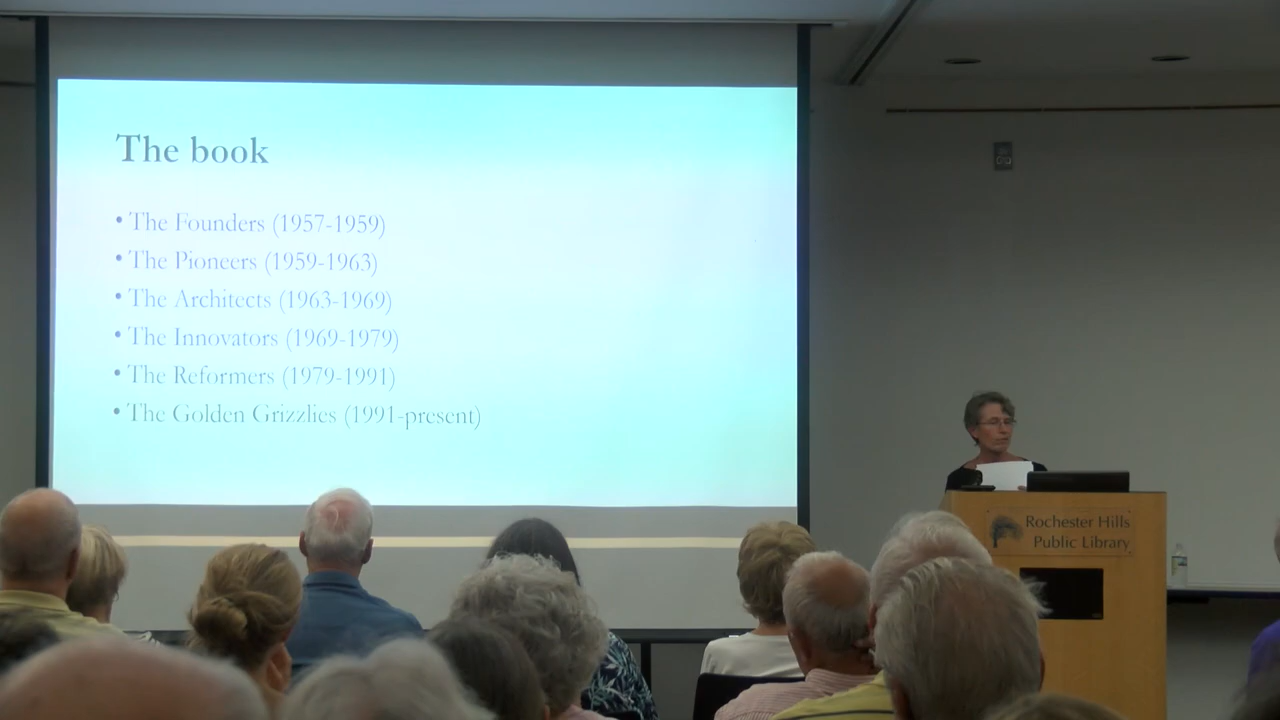 The book
• The Founders (1957-1959)
• The Pioneers (1959-1963)
• The Architects (1963-1969)
• The Innovators (1969-1979)
• The Reformers (1979-1991)
• The Golden Grizzlies (1991-present)
Rochester Hills
Public Library